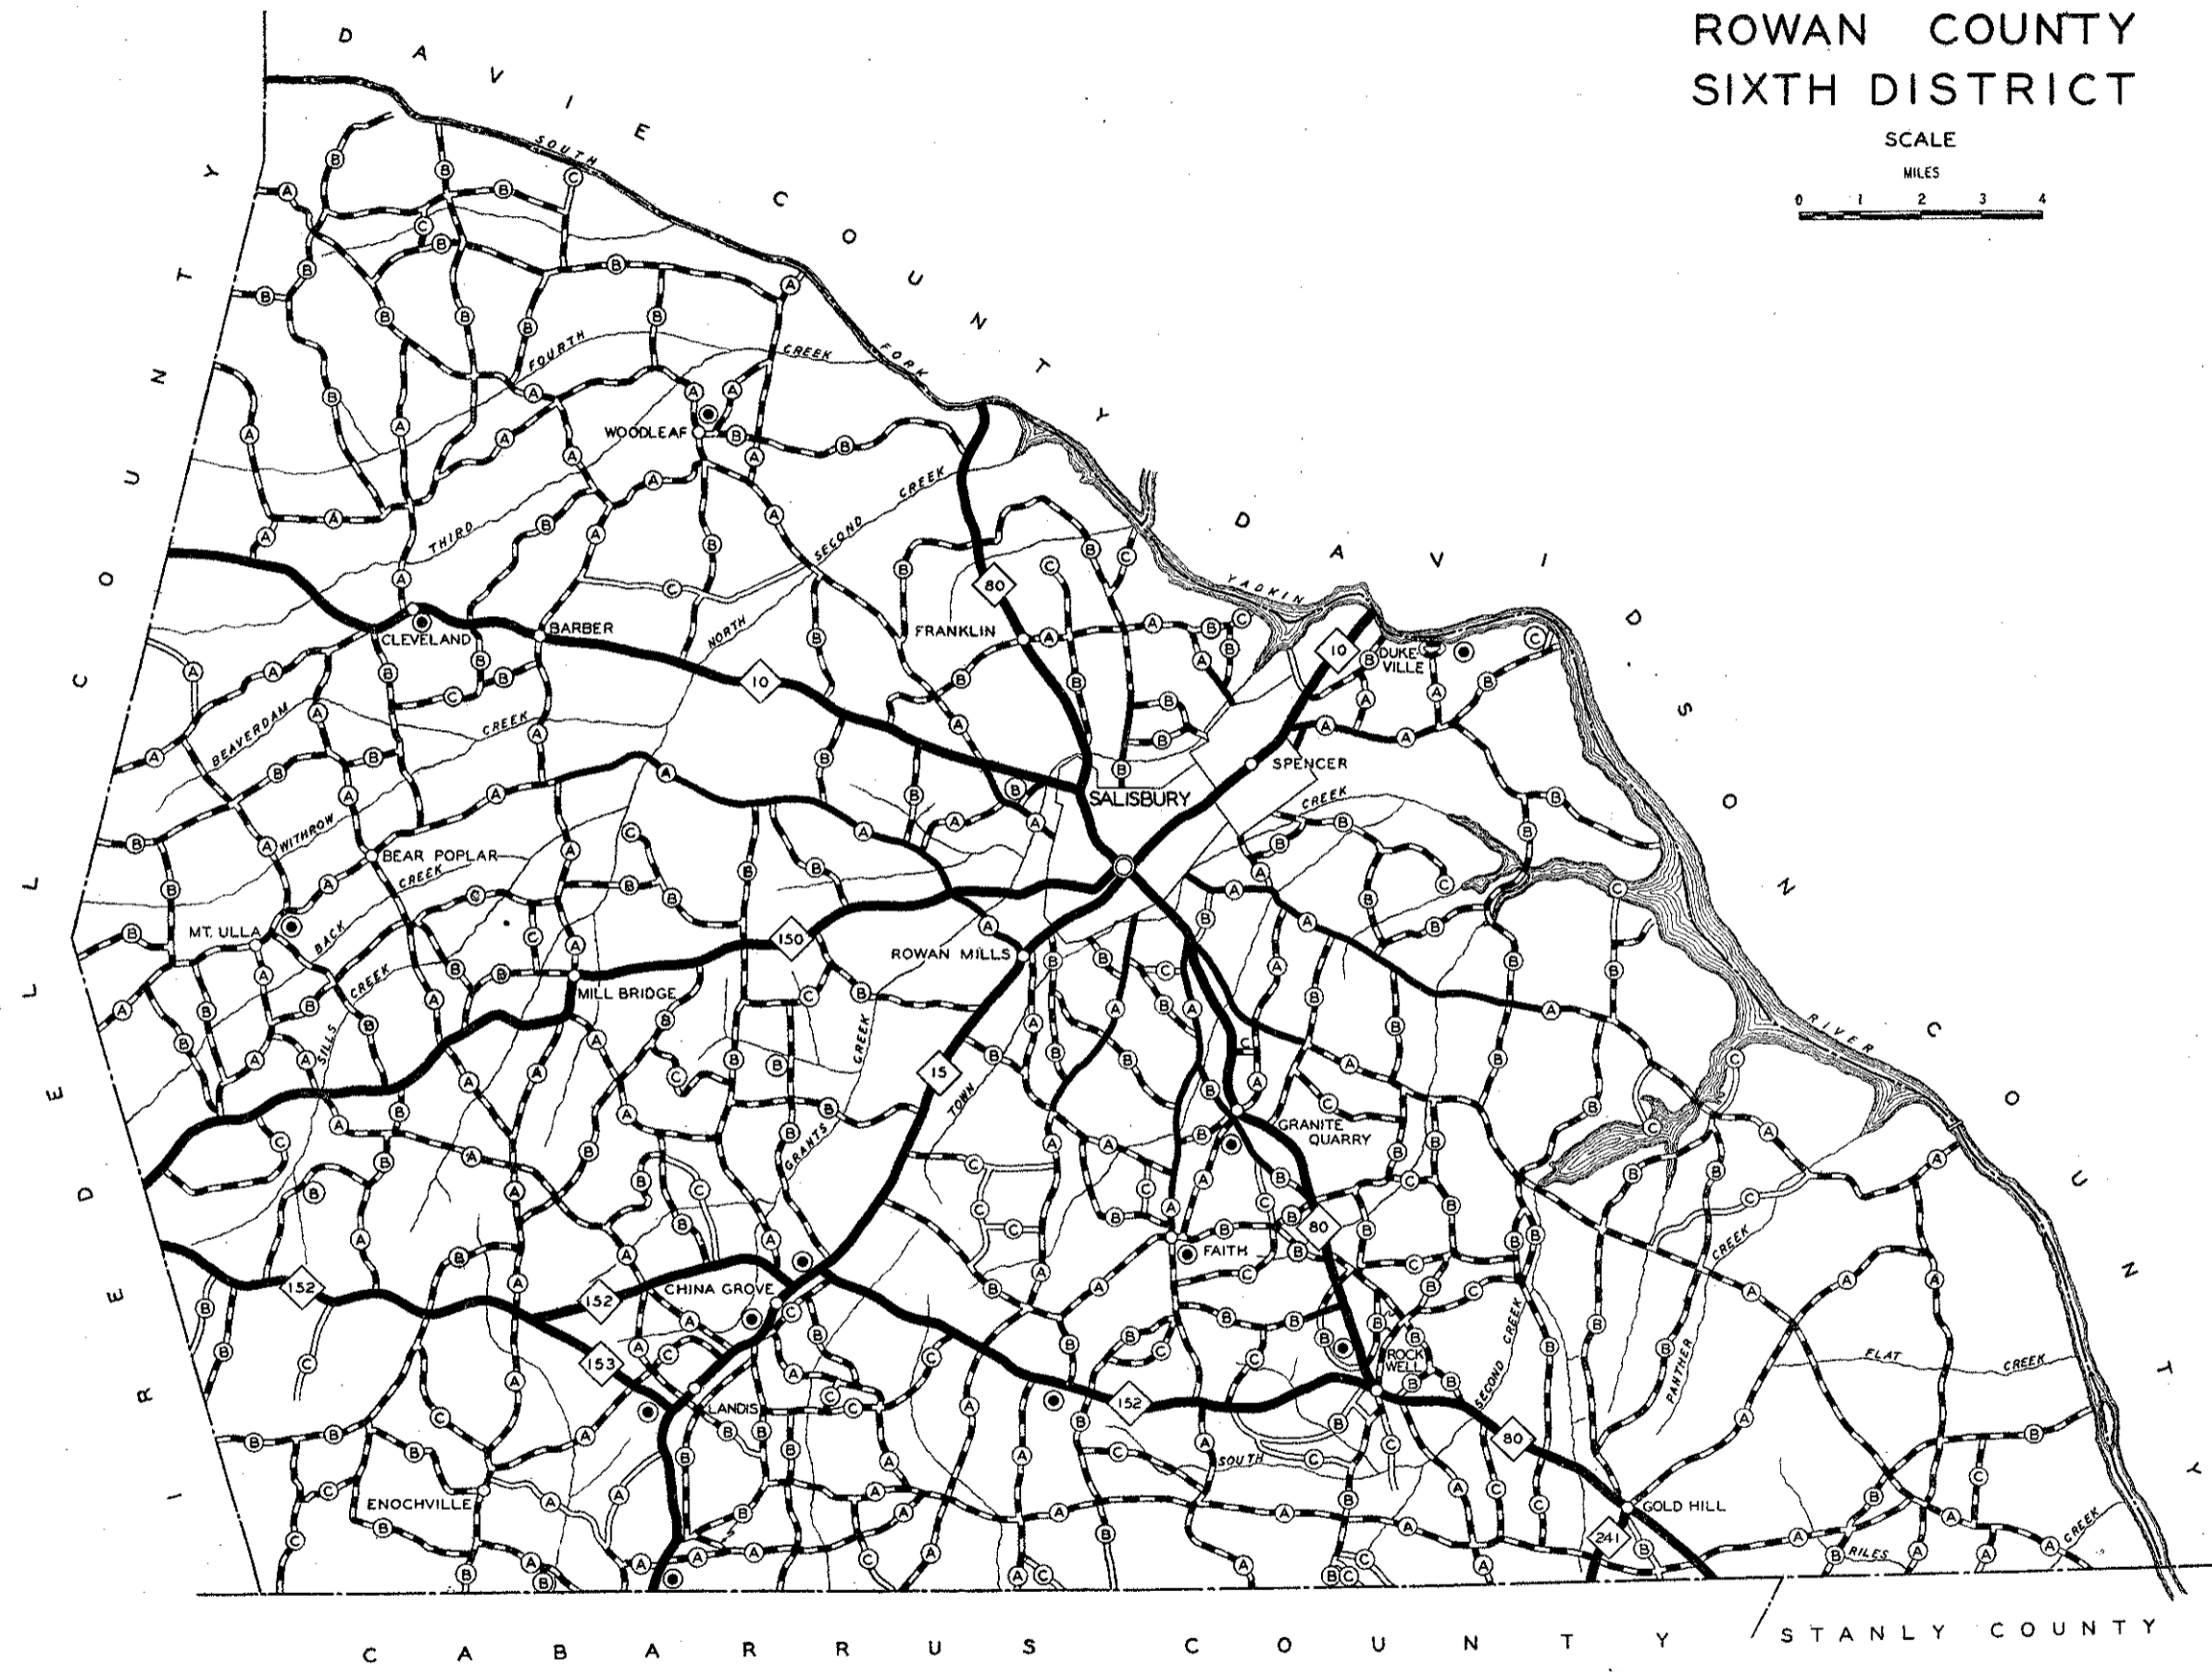 ROWAN COUNTY
SIXTH DISTRICT
SCALE
MILES
0 1 2 3 4
DAVIE COUNTY
SOUTH FORK
IREDELL COUNTY
FOURTH CREEK
WOODLEAF
THIRD
SECOND CREEK
NORTH
DAVIDSON COUNTY
YADKIN RIVER
80
FRANKLIN
10
DUKE-
VILLE
CLEVELAND
BARBER
10
BEAVERDAM CREEK
SPENCER
SALISBURY
CREEK
WITHROW CREEK
BEAR POPLAR
MT. ULLA
BACK CREEK
150
ROWAN MILLS
MILL BRIDGE
SILLS
GRANTS CREEK
15
TOWN
GRANITE
QUARRY
80
FAITH
CHINA GROVE
152
152
153
LANDIS
ROCK
WELL
SECOND CREEK
PANTHER CREEK
FLAT CREEK
152
80
SOUTH
ENOCHVILLE
GOLD HILL
241
RILES CREEK
CABARRUS COUNTY
STANLY COUNTY